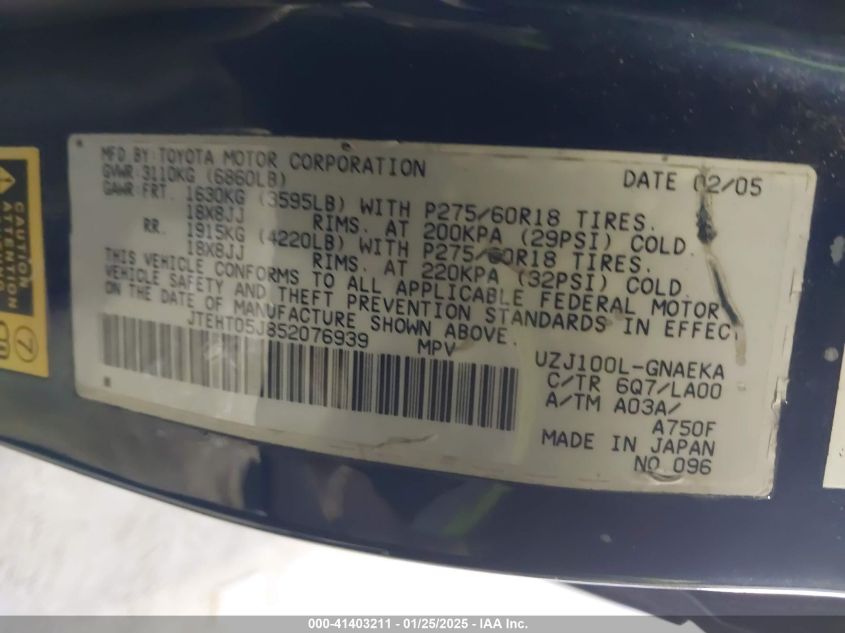 MFD BY: TOYOTA MOTOR CORPORATION DATE 02/05
GVWR 3110KG (6860LB)
GAWR FRT. 1630KG (3595LB) WITH P275/60R18 TIRES.
18X8JJ RIMS. AT 200KPA (29PSI) COLD.
RR. 1915KG (4220LB) WITH P275/60R18 TIRES.
18X8JJ RIMS. AT 220KPA (32PSI) COLD.
THIS VEHICLE CONFORMS TO ALL APPLICABLE FEDERAL MOTOR
VEHICLE SAFETY AND THEFT PREVENTION STANDARDS IN EFFEC
ON THE DATE OF MANUFACTURE SHOWN ABOVE.
JTEHT05J852076939 MPV
UZJ100L-GNAEKA
C/TR 6Q7/LA00
A/TM A03A/
A750F
MADE IN JAPAN
NO 096
CAUTION
ATTENTION
7
000-41403211 - 01/25/2025 - IAA Inc.